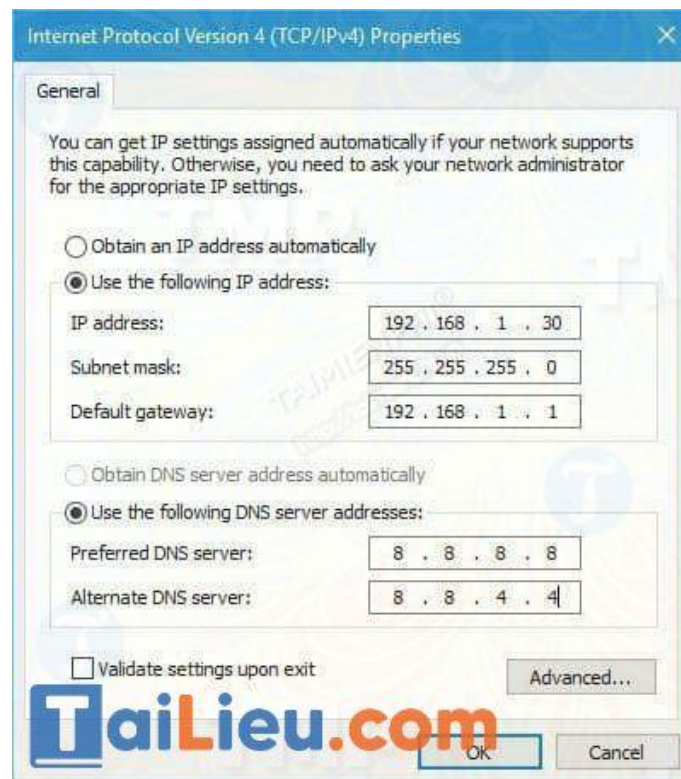 Internet Protocol Version 4 (TCP/IPv4) Properties
General
You can get IP settings assigned automatically if your network supports
this capability. Otherwise, you need to ask your network administrator
for the appropriate IP settings.
Obtain an IP address automatically
Use the following IP address:
IP address: 192 . 168 . 1 . 30
Subnet mask: 255 . 255 . 255 . 0
Default gateway: 192 . 168 . 1 . 1
Obtain DNS server address automatically
Use the following DNS server addresses:
Preferred DNS server: 8 . 8 . 8 . 8
Alternate DNS server: 8 . 8 . 4 . 4
Validate settings upon exit
Advanced...
TaiLieu.com
OK Cancel